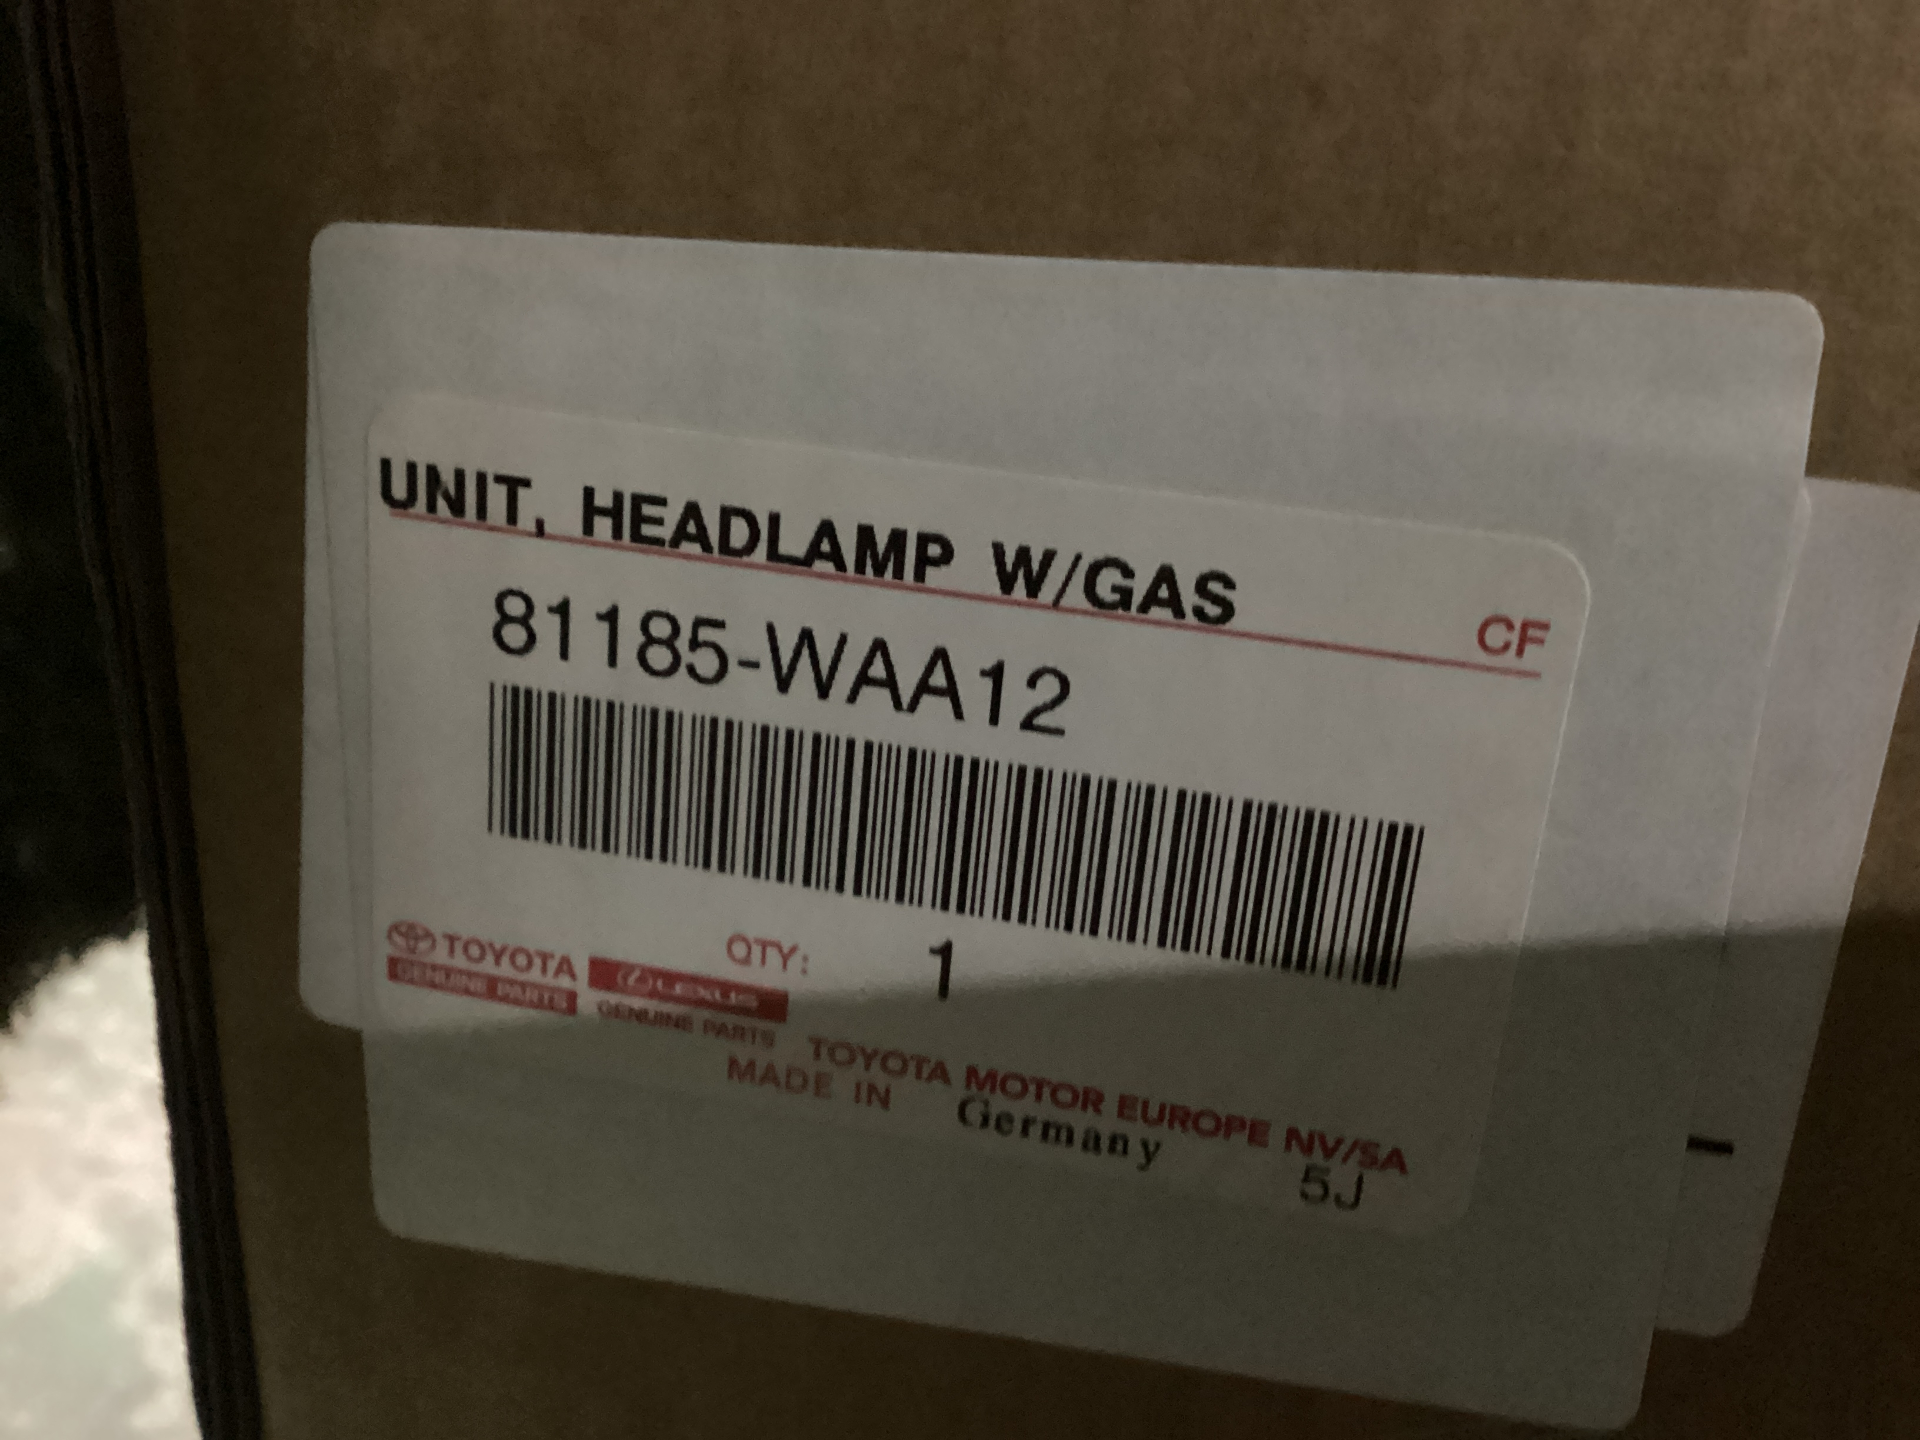 UNIT, HEADLAMP W/GAS
CF
81185-WAA12
TOYOTA
GENUINE PARTS
LEXUS
GENUINE PARTS
QTY: 1
TOYOTA MOTOR EUROPE NV/SA
MADE IN Germany
5J